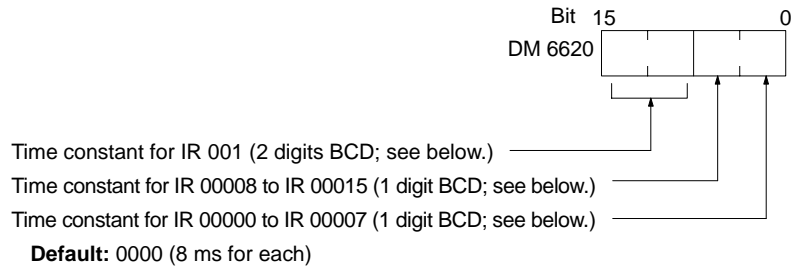 Bit 15 0
DM 6620
Time constant for IR 001 (2 digits BCD; see below.)
Time constant for IR 00008 to IR 00015 (1 digit BCD; see below.)
Time constant for IR 00000 to IR 00007 (1 digit BCD; see below.)
Default: 0000 (8 ms for each)